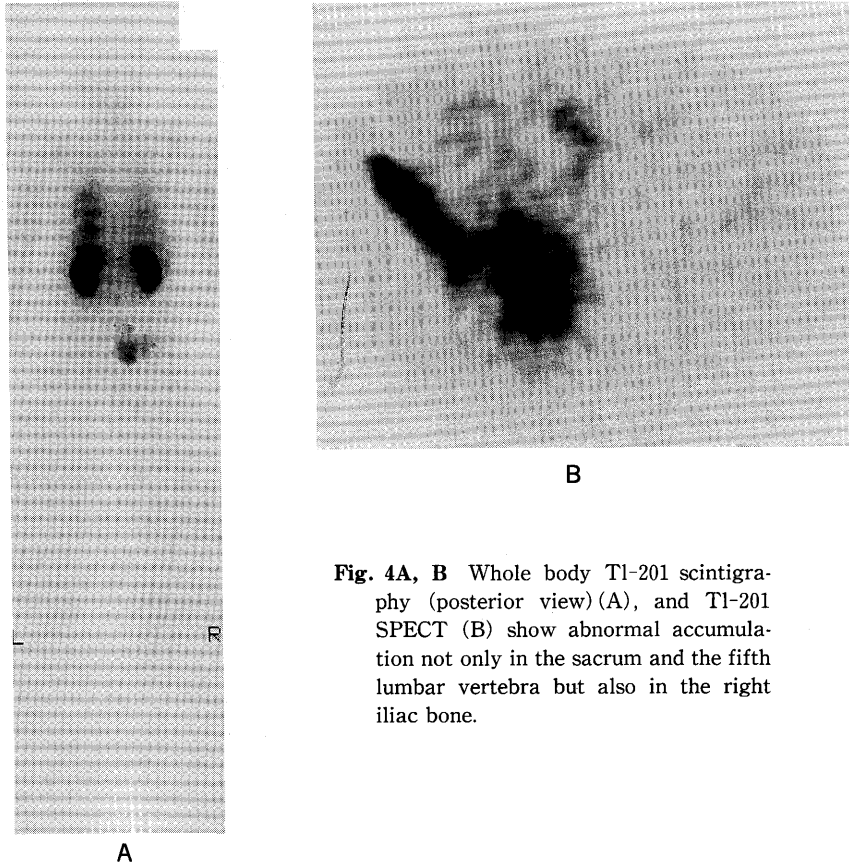 L
R
A
B
Fig. 4A, B Whole body Tl-201 scintigra-
phy (posterior view) (A), and Tl-201
SPECT (B) show abnormal accumula-
tion not only in the sacrum and the fifth
lumbar vertebra but also in the right
iliac bone.